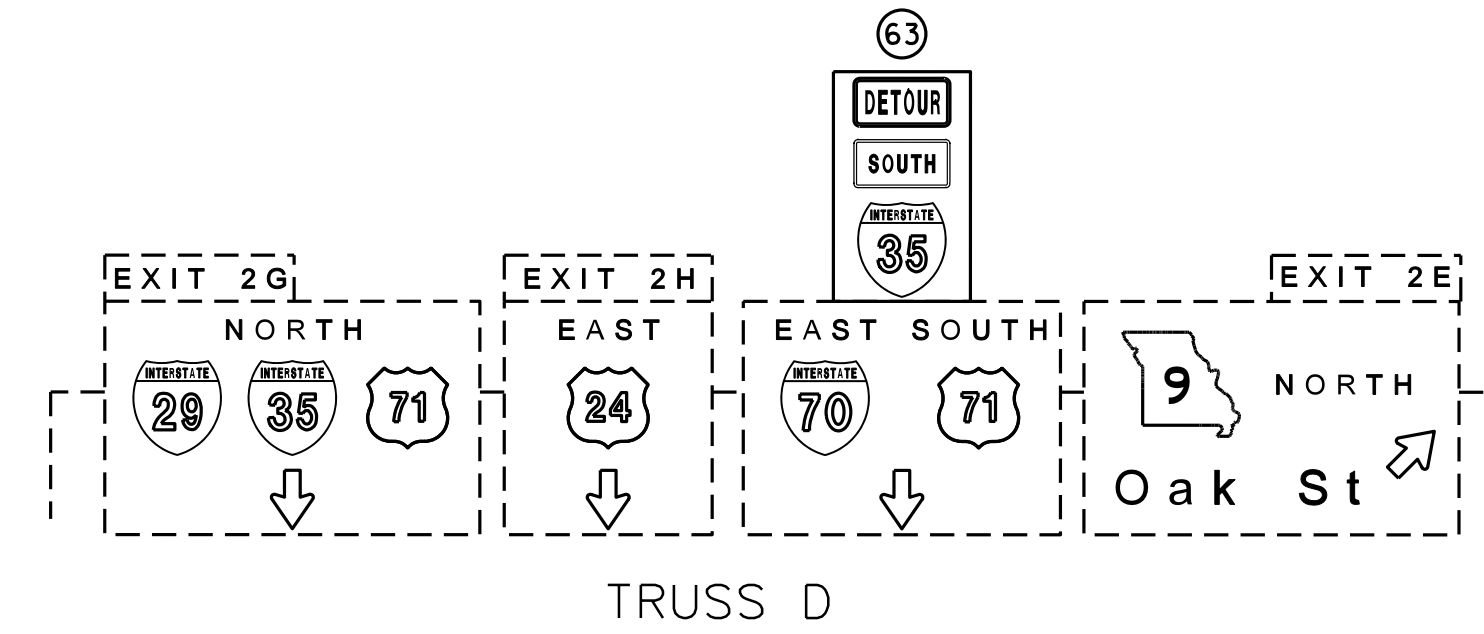 63
DETOUR
SOUTH
INTERSTATE
35
EXIT 2G
NORTH
INTERSTATE
29
INTERSTATE
35
71
EXIT 2H
EAST
24
EAST SOUTH
INTERSTATE
70
71
EXIT 2E
9
NORTH
Oak St
TRUSS D